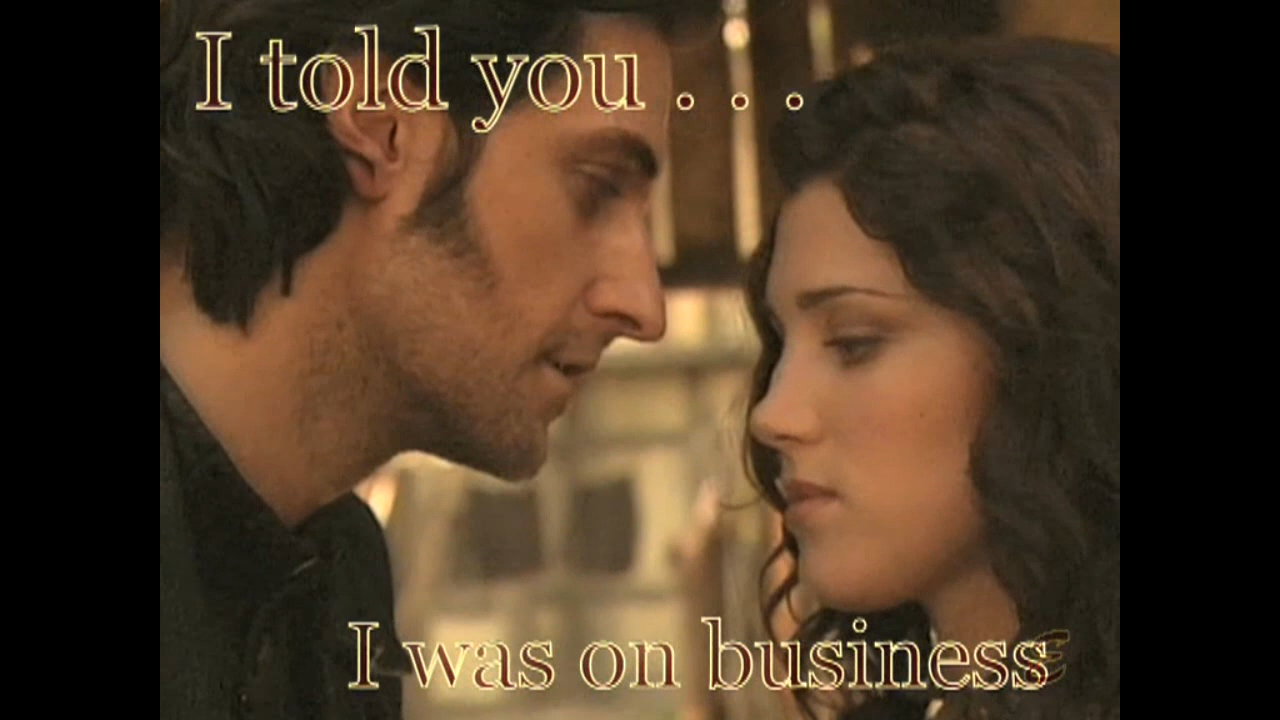 I told you . . .
I was on business